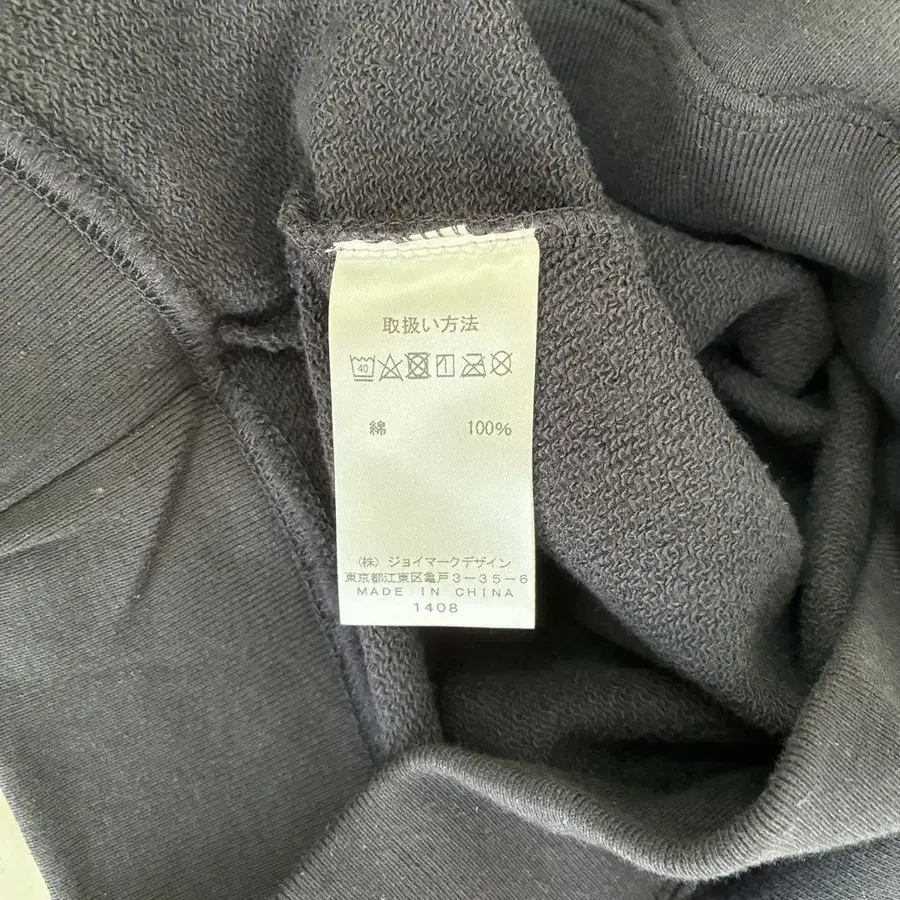 取扱い方法
40
綿 100%
(株) ジョイマークデザイン
東京都江東区亀戸3-35-6
MADE IN CHINA
1408